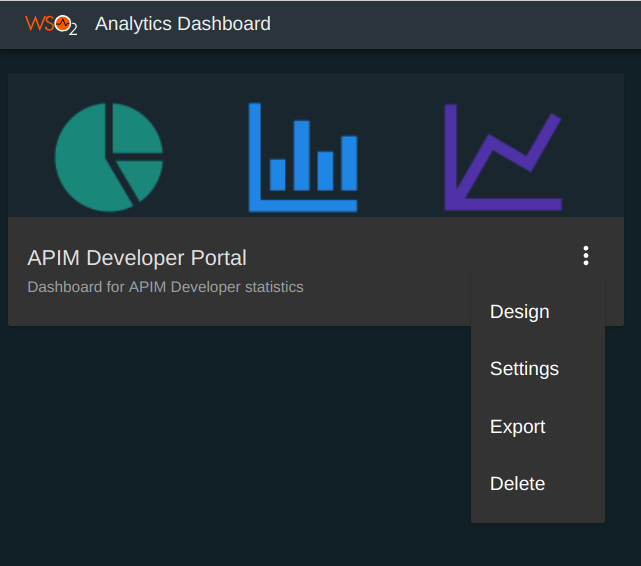 WSO2 Analytics Dashboard
APIM Developer Portal
Dashboard for APIM Developer statistics
Design
Settings
Export
Delete